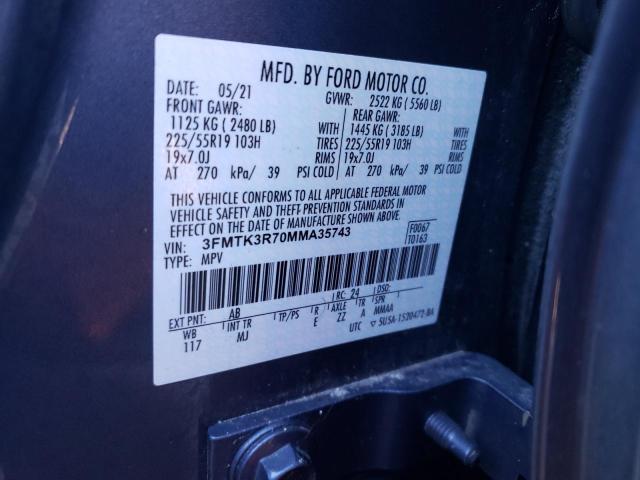 MFD. BY FORD MOTOR CO.
DATE: 05/21 GVWR: 2522 KG ( 5560 LB)
FRONT GAWR: REAR GAWR:
1125 KG ( 2480 LB) WITH 1445 KG ( 3185 LB) WITH
225/55R19 103H TIRES 225/55R19 103H TIRES
19x7.0J RIMS 19x7.0J RIMS
AT 270 kPa/ 39 PSI COLD AT 270 kPa/ 39 PSI COLD
THIS VEHICLE CONFORMS TO ALL APPLICABLE FEDERAL MOTOR
VEHICLE SAFETY AND THEFT PREVENTION STANDARDS IN
EFFECT ON THE DATE OF MANUFACTURE SHOWN ABOVE.
VIN: 3FMTK3R70MMA35743 F0067
TYPE: MPV T0163
EXT PNT: AB RC: 24 DSO:
WB INT TR TP/PS R AXLE TR SPR
117 MJ E ZZ A MMAA
UTC ▽ 5U5A-1520472-BA